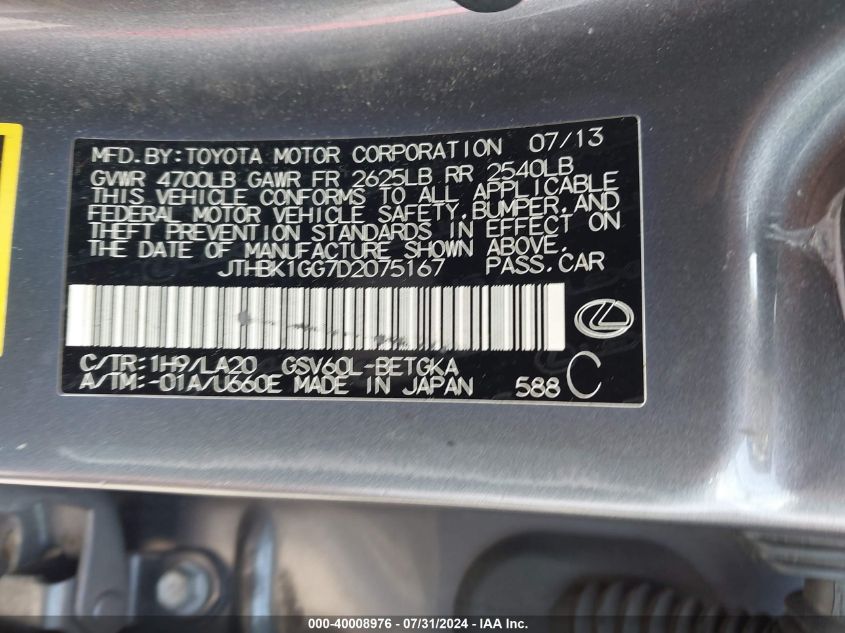 MFD.BY:TOYOTA MOTOR CORPORATION 07/13
GVWR 4700LB GAWR FR 2625LB RR 2540LB
THIS VEHICLE CONFORMS TO ALL APPLICABLE
FEDERAL MOTOR VEHICLE SAFETY,BUMPER,AND
THEFT PREVENTION STANDARDS IN EFFECT ON
THE DATE OF MANUFACTURE SHOWN ABOVE.
JTHBK1GG7D2075167 PASS.CAR
C/TR:1H9/LA20 GSV60L-BETGKA
A/TM:-01A/U660E MADE IN JAPAN 588 C
000-40008976 / 07/31/2024 / Copyright IAA, Inc.